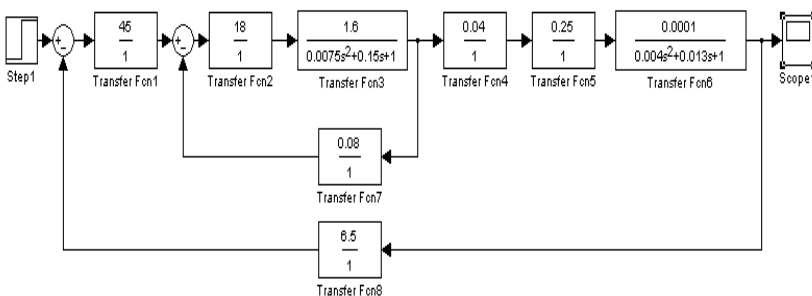 45
1
18
1
1.6
0.0075s²+0.15s+1
0.04
1
0.25
1
0.0001
0.004s²+0.013s+1
Step1
Transfer Fcn1
Transfer Fcn2
Transfer Fcn3
Transfer Fcn4
Transfer Fcn5
Transfer Fcn6
Scope1
0.08
1
Transfer Fcn7
6.5
1
Transfer Fcn8